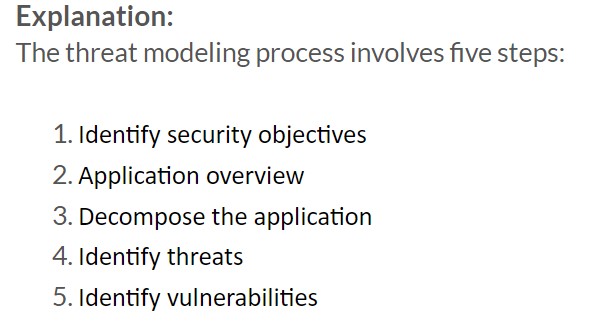 Explanation:
The threat modeling process involves five steps:
1. Identify security objectives
2. Application overview
3. Decompose the application
4. Identify threats
5. Identify vulnerabilities